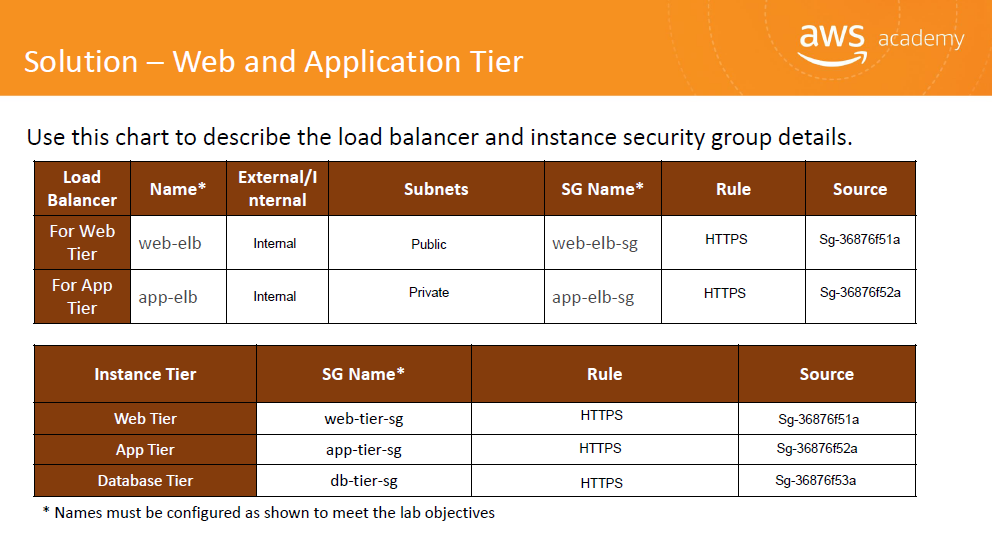 Solution – Web and Application Tier
aws academy
Use this chart to describe the load balancer and instance security group details.
Load
Balancer
Name*
External/I
nternal
Subnets
SG Name*
Rule
Source
For Web
Tier
web-elb
Internal
Public
web-elb-sg
HTTPS
Sg-36876f51a
For App
Tier
app-elb
Internal
Private
app-elb-sg
HTTPS
Sg-36876f52a
Instance Tier
SG Name*
Rule
Source
Web Tier
web-tier-sg
HTTPS
Sg-36876f51a
App Tier
app-tier-sg
HTTPS
Sg-36876f52a
Database Tier
db-tier-sg
HTTPS
Sg-36876f53a
* Names must be configured as shown to meet the lab objectives